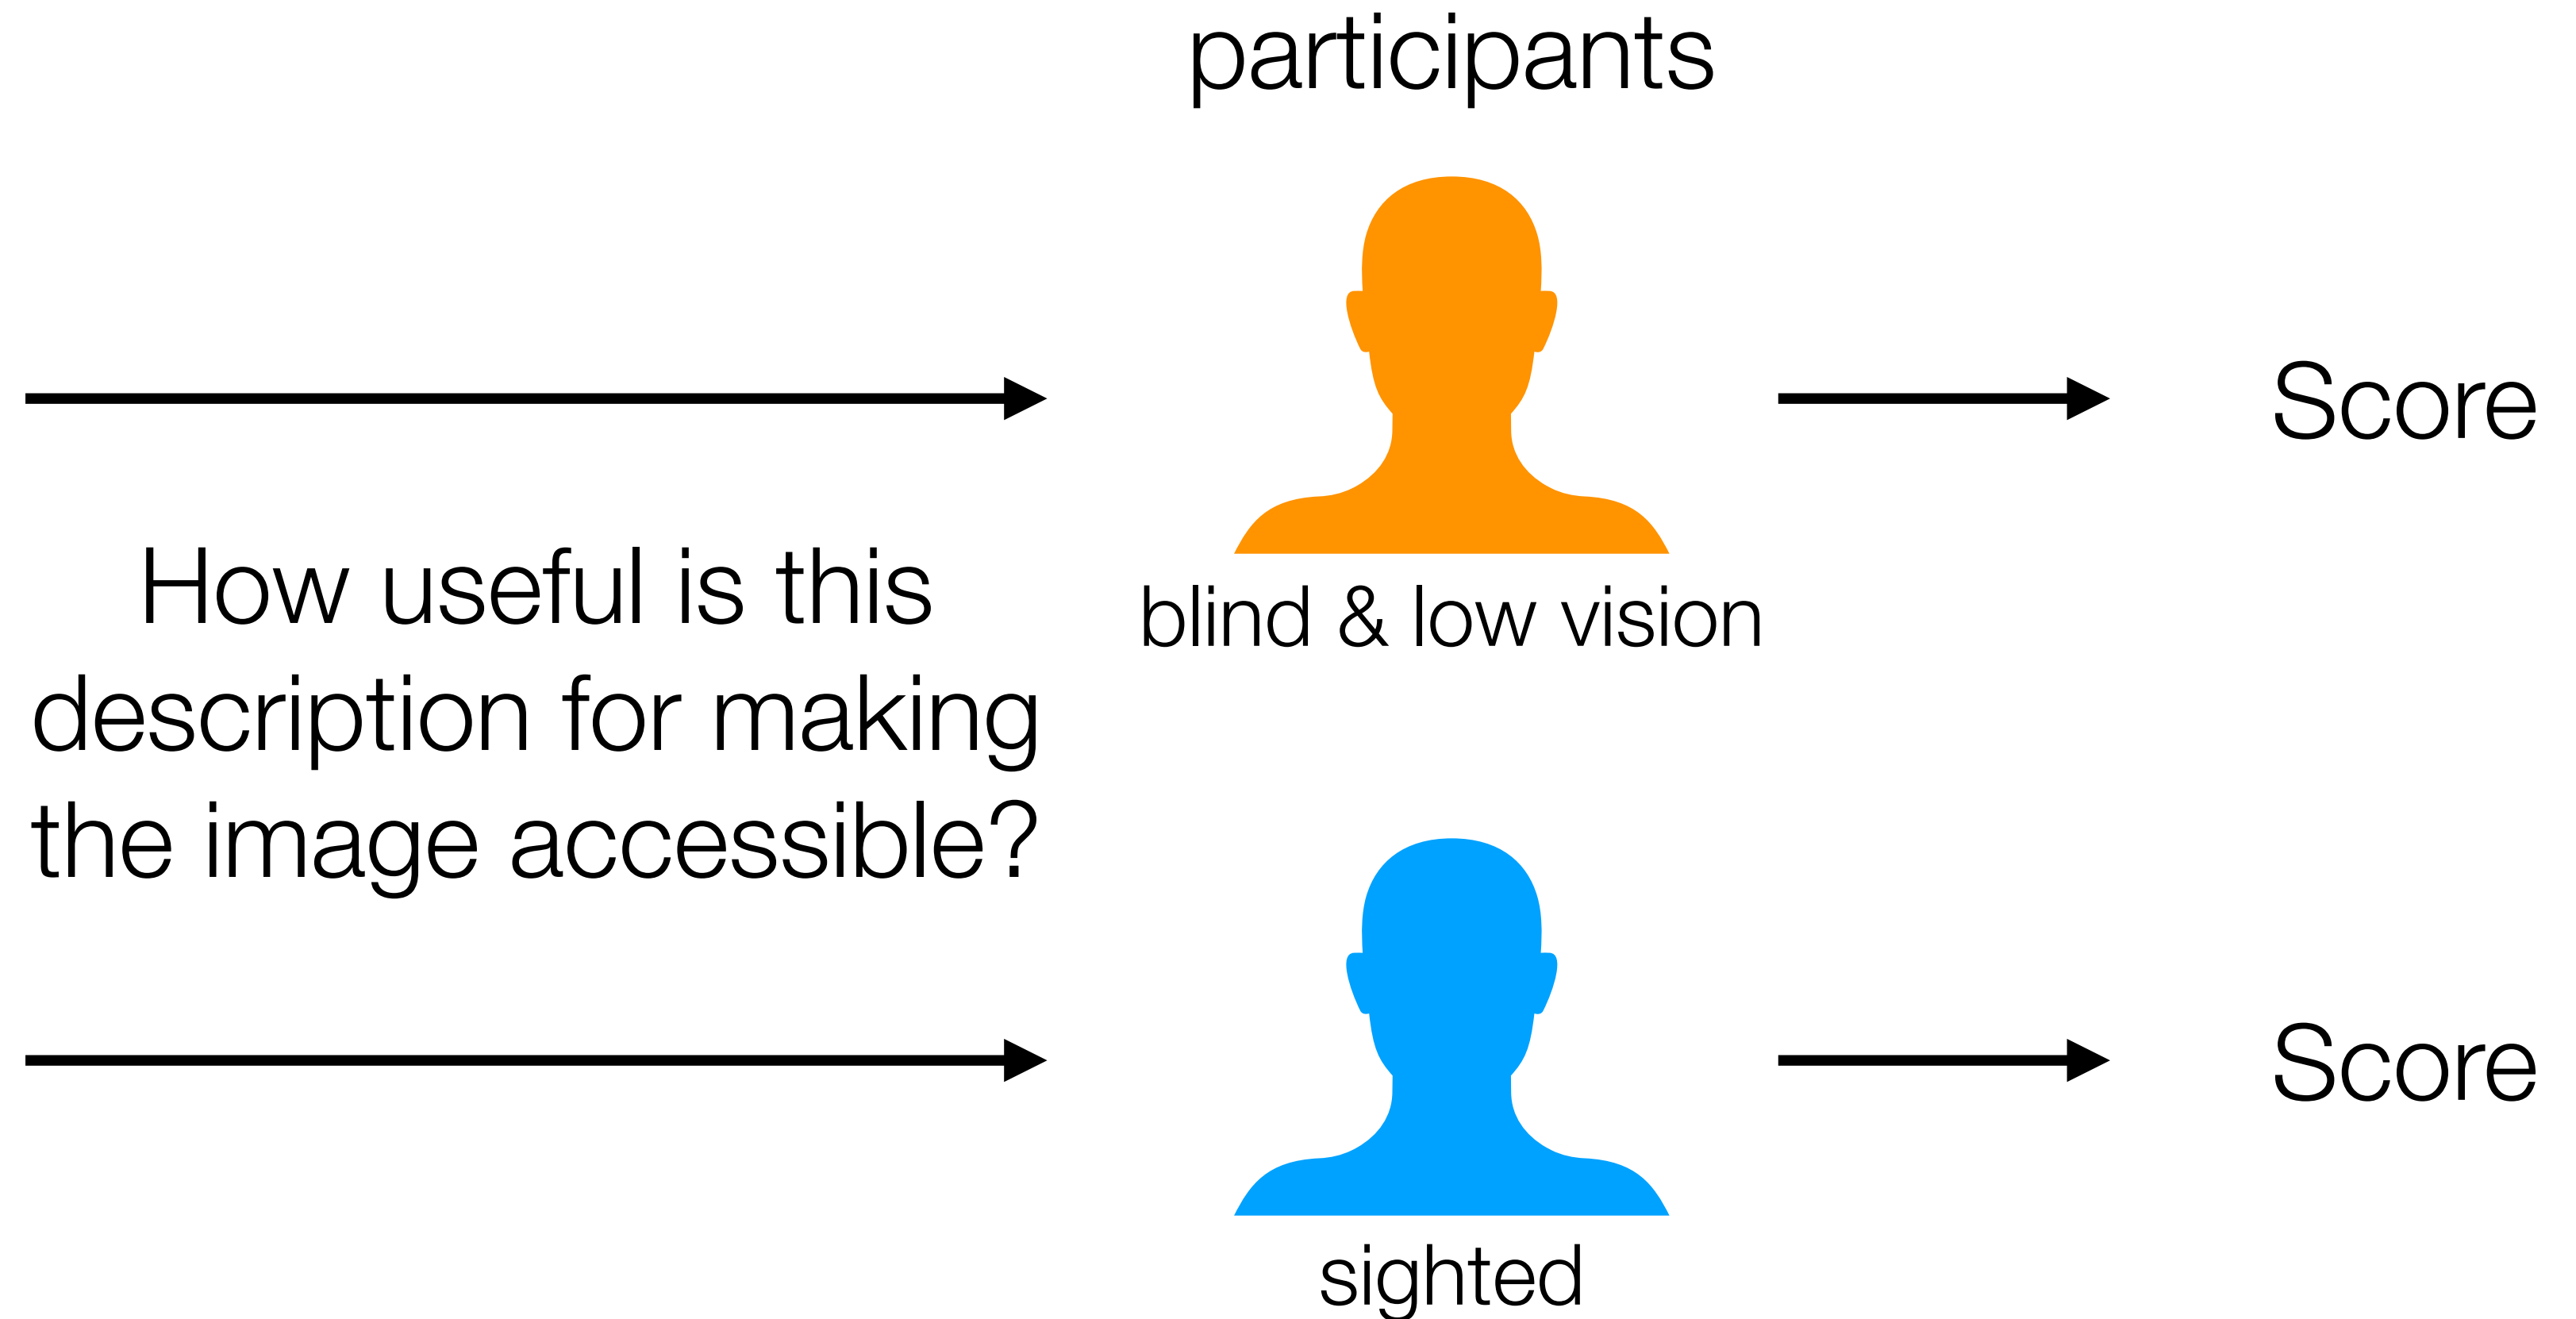 participants
Score
blind & low vision
How useful is this
description for making
the image accessible?
Score
sighted